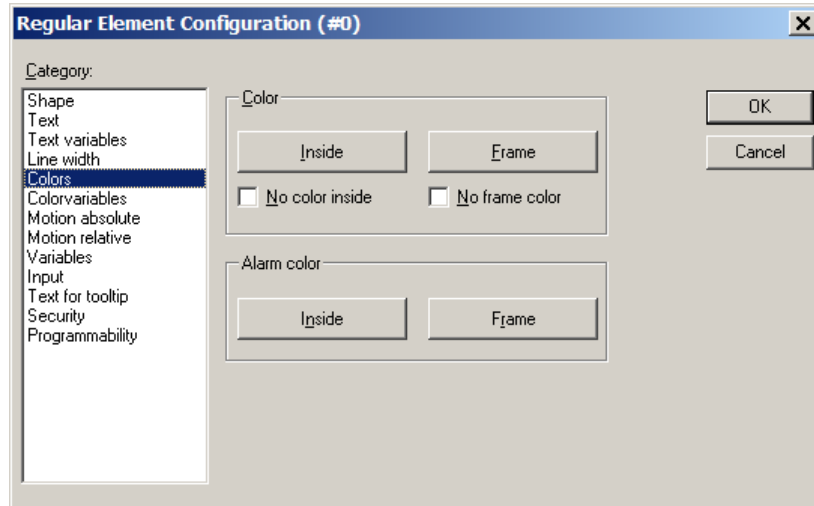 Regular Element Configuration (#0)
Category:
Shape
Text
Text variables
Line width
Colors
Colorvariables
Motion absolute
Motion relative
Variables
Input
Text for tooltip
Security
Programmability
Color
Inside
Frame
No color inside
No frame color
Alarm color
Inside
Frame
OK
Cancel